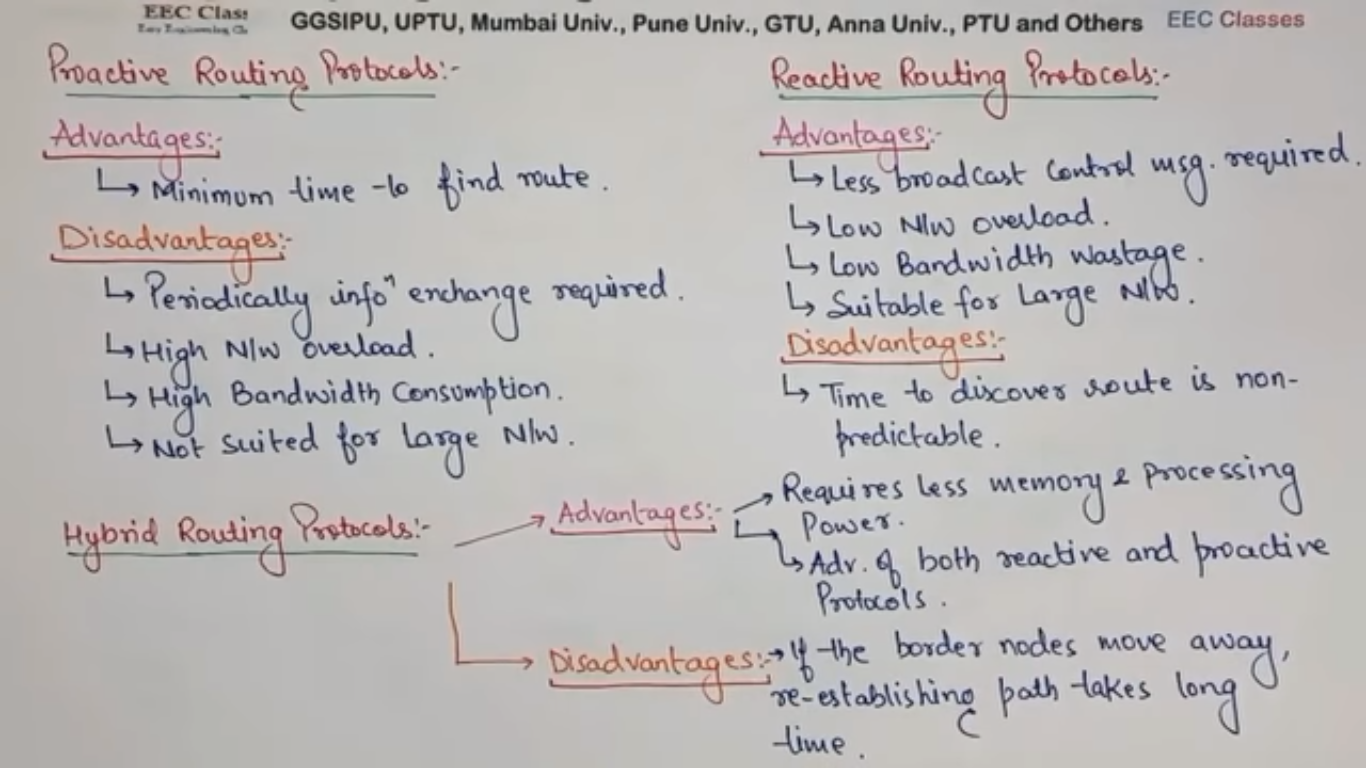 EEC Clas
GGSIPU, UPTU, Mumbai Univ., Pune Univ., GTU, Anna Univ., PTU and Others
EEC Classes
Proactive Routing Protocols:-
Advantages:-
↳ Minimum time to find route.
Disadvantages:-
↳ Periodically infoⁿ exchange required.
↳ High N/w overload.
↳ High Bandwidth Consumption.
↳ Not suited for Large N/w.
Reactive Routing Protocols:-
Advantages:-
↳ Less broadcast control msg. required.
↳ Low N/w overload.
↳ Low Bandwidth wastage.
↳ Suitable for Large N/w.
Disadvantages:-
↳ Time to discover route is non-
predictable.
Hybrid Routing Protocols:-
Advantages:-
→ Requires less memory & processing
Power.
↳ Adv. of both reactive and proactive
Protocols.
Disadvantages:-
→ If the border nodes move away,
re-establishing path takes long
time.